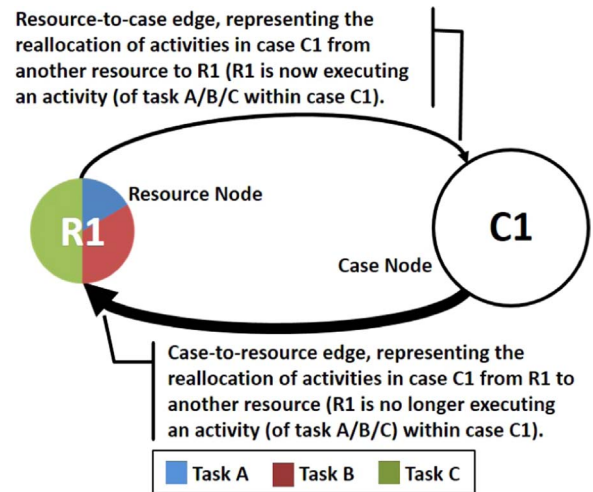 Resource-to-case edge, representing the
reallocation of activities in case C1 from
another resource to R1 (R1 is now executing
an activity (of task A/B/C within case C1).
Resource Node
R1
C1
Case Node
Case-to-resource edge, representing the
reallocation of activities in case C1 from R1 to
another resource (R1 is no longer executing
an activity (of task A/B/C) within case C1).
Task A Task B Task C